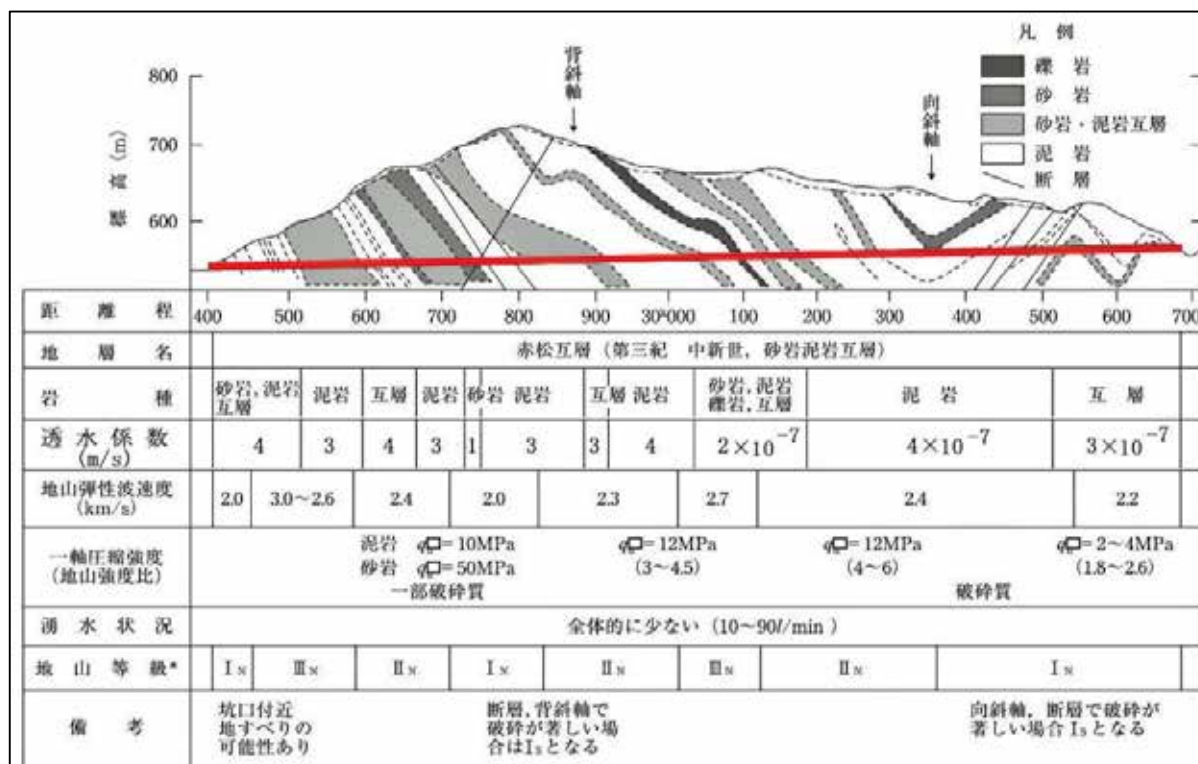 凡 例
礫 岩
砂 岩
砂岩・泥岩互層
泥 岩
断 層
背斜軸
向斜軸
標高(m)
800
700
600
距離程 400 500 600 700 800 900 30ᵏ000 100 200 300 400 500 600 700
地層名 赤松互層(第三紀 中新世，砂岩泥岩互層)
岩種 砂岩，泥岩互層 泥岩 互層 泥岩 砂岩 泥岩 互層 泥岩 砂岩，泥岩礫岩，互層 泥岩 互層
透水係数(m/s) 4 3 4 3 1 3 3 4 2×10⁻⁷ 4×10⁻⁷ 3×10⁻⁷
地山弾性波速度(km/s) 2.0 3.0～2.6 2.4 2.0 2.3 2.7 2.4 2.2
一軸圧縮強度
(地山強度比)
泥岩 q=10MPa q=12MPa q=12MPa q=2～4MPa
砂岩 q=50MPa (3～4.5) (4～6) (1.8～2.6)
一部破砕質 破砕質
湧水状況 全体的に少ない(10～90l/min)
地山等級* Iɴ Ⅲɴ Ⅱɴ Iɴ Ⅱɴ Ⅲɴ Ⅱɴ Iɴ
備考
坑口付近 断層，背斜軸で 向斜軸，断層で破砕が
地すべりの 破砕が著しい場 著しい場合Isとなる
可能性あり 合はIsとなる